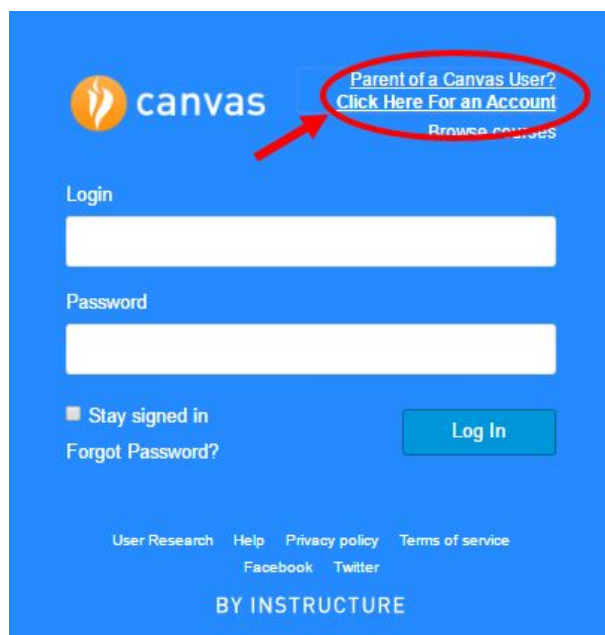 canvas
Parent of a Canvas User?
Click Here For an Account
Browse courses
Login
Password
Stay signed in
Log In
Forgot Password?
User Research Help Privacy policy Terms of service
Facebook Twitter
BY INSTRUCTURE